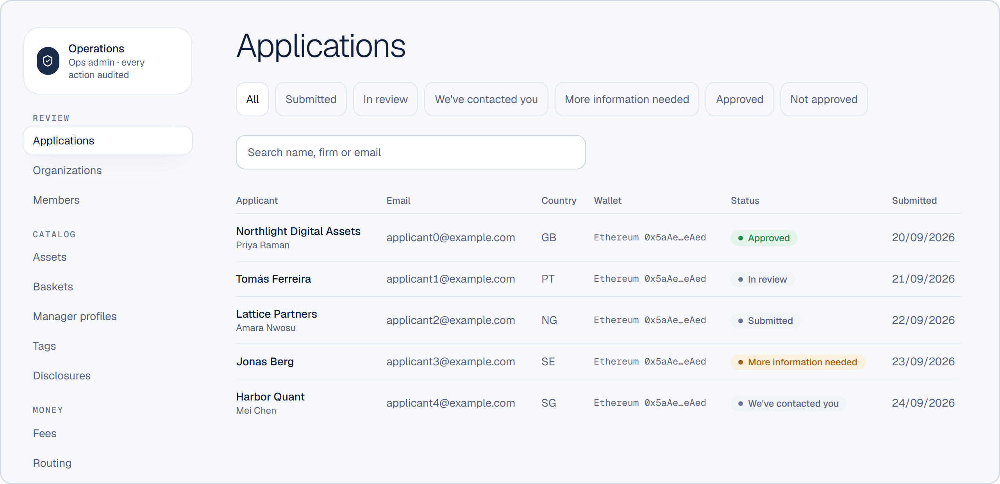 Operations
Ops admin · every
action audited
REVIEW
Applications
Organizations
Members
CATALOG
Assets
Baskets
Manager profiles
Tags
Disclosures
MONEY
Fees
Routing
Applications
All Submitted In review We've contacted you More information needed Approved Not approved
Search name, firm or email
Applicant Email Country Wallet Status Submitted
Northlight Digital Assets
Priya Raman
applicant0@example.com GB Ethereum 0x5aAe…eAed Approved 20/09/2026
Tomás Ferreira applicant1@example.com PT Ethereum 0x5aAe…eAed In review 21/09/2026
Lattice Partners
Amara Nwosu
applicant2@example.com NG Ethereum 0x5aAe…eAed Submitted 22/09/2026
Jonas Berg applicant3@example.com SE Ethereum 0x5aAe…eAed More information needed 23/09/2026
Harbor Quant
Mei Chen
applicant4@example.com SG Ethereum 0x5aAe…eAed We've contacted you 24/09/2026